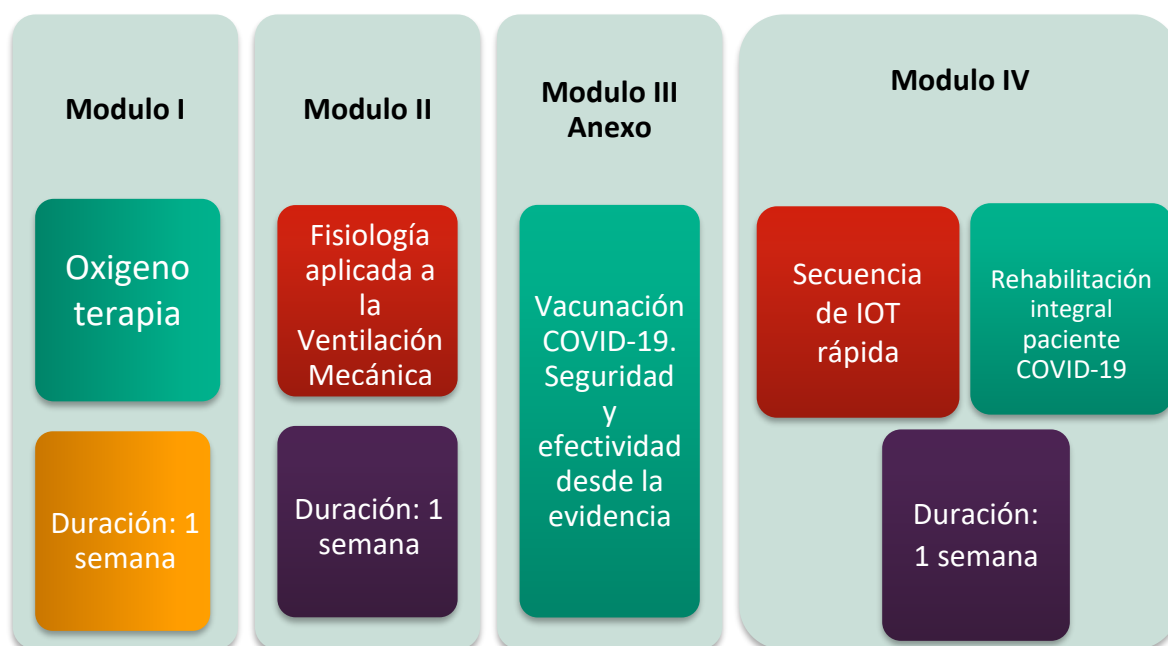 Modulo I
Oxigeno
terapia
Duración: 1
semana
Modulo II
Fisiología
aplicada a
la
Ventilación
Mecánica
Duración: 1
semana
Modulo III
Anexo
Vacunación
COVID-19.
Seguridad
y
efectividad
desde la
evidencia
Modulo IV
Secuencia
de IOT
rápida
Rehabilitación
integral
paciente
COVID-19
Duración:
1 semana